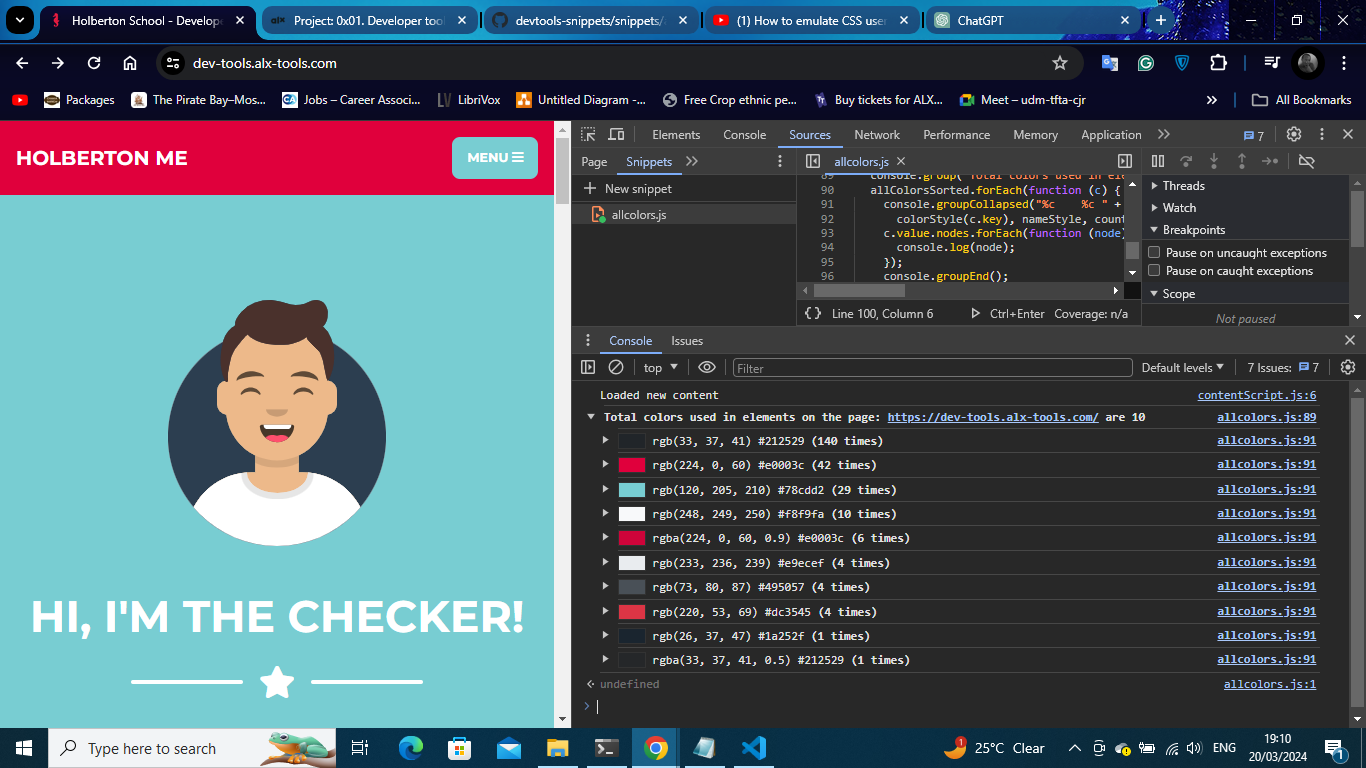 Holberton School - Develope
Project: 0x01. Developer tool
devtools-snippets/snippets/
(1) How to emulate CSS user
ChatGPT
dev-tools.alx-tools.com
Packages
The Pirate Bay–Mos...
Jobs – Career Associ...
LibriVox
Untitled Diagram -...
Free Crop ethnic pe...
Buy tickets for ALX...
Meet – udm-tfta-cjr
All Bookmarks
HOLBERTON ME
MENU
HI, I'M THE CHECKER!
Elements Console Sources Network Performance Memory Application 7
Page Snippets
allcolors.js
New snippet
allcolors.js
89 console.group("Total colors used in ele
90 allColorsSorted.forEach(function (c) {
91 console.groupCollapsed("%c %c " +
92 colorStyle(c.key), nameStyle, count
93 c.value.nodes.forEach(function (node)
94 console.log(node);
95 });
96 console.groupEnd();
{ } Line 100, Column 6 Ctrl+Enter Coverage: n/a
Threads
Watch
Breakpoints
Pause on uncaught exceptions
Pause on caught exceptions
Scope
Not paused
Console Issues
top Filter Default levels 7 Issues: 7
Loaded new content contentScript.js:6
Total colors used in elements on the page: https://dev-tools.alx-tools.com/ are 10 allcolors.js:89
rgb(33, 37, 41) #212529 (140 times) allcolors.js:91
rgb(224, 0, 60) #e0003c (42 times) allcolors.js:91
rgb(120, 205, 210) #78cdd2 (29 times) allcolors.js:91
rgb(248, 249, 250) #f8f9fa (10 times) allcolors.js:91
rgba(224, 0, 60, 0.9) #e0003c (6 times) allcolors.js:91
rgb(233, 236, 239) #e9ecef (4 times) allcolors.js:91
rgb(73, 80, 87) #495057 (4 times) allcolors.js:91
rgb(220, 53, 69) #dc3545 (4 times) allcolors.js:91
rgb(26, 37, 47) #1a252f (1 times) allcolors.js:91
rgba(33, 37, 41, 0.5) #212529 (1 times) allcolors.js:91
undefined allcolors.js:1
Type here to search
1
25°C Clear
ENG
19:10
20/03/2024
1